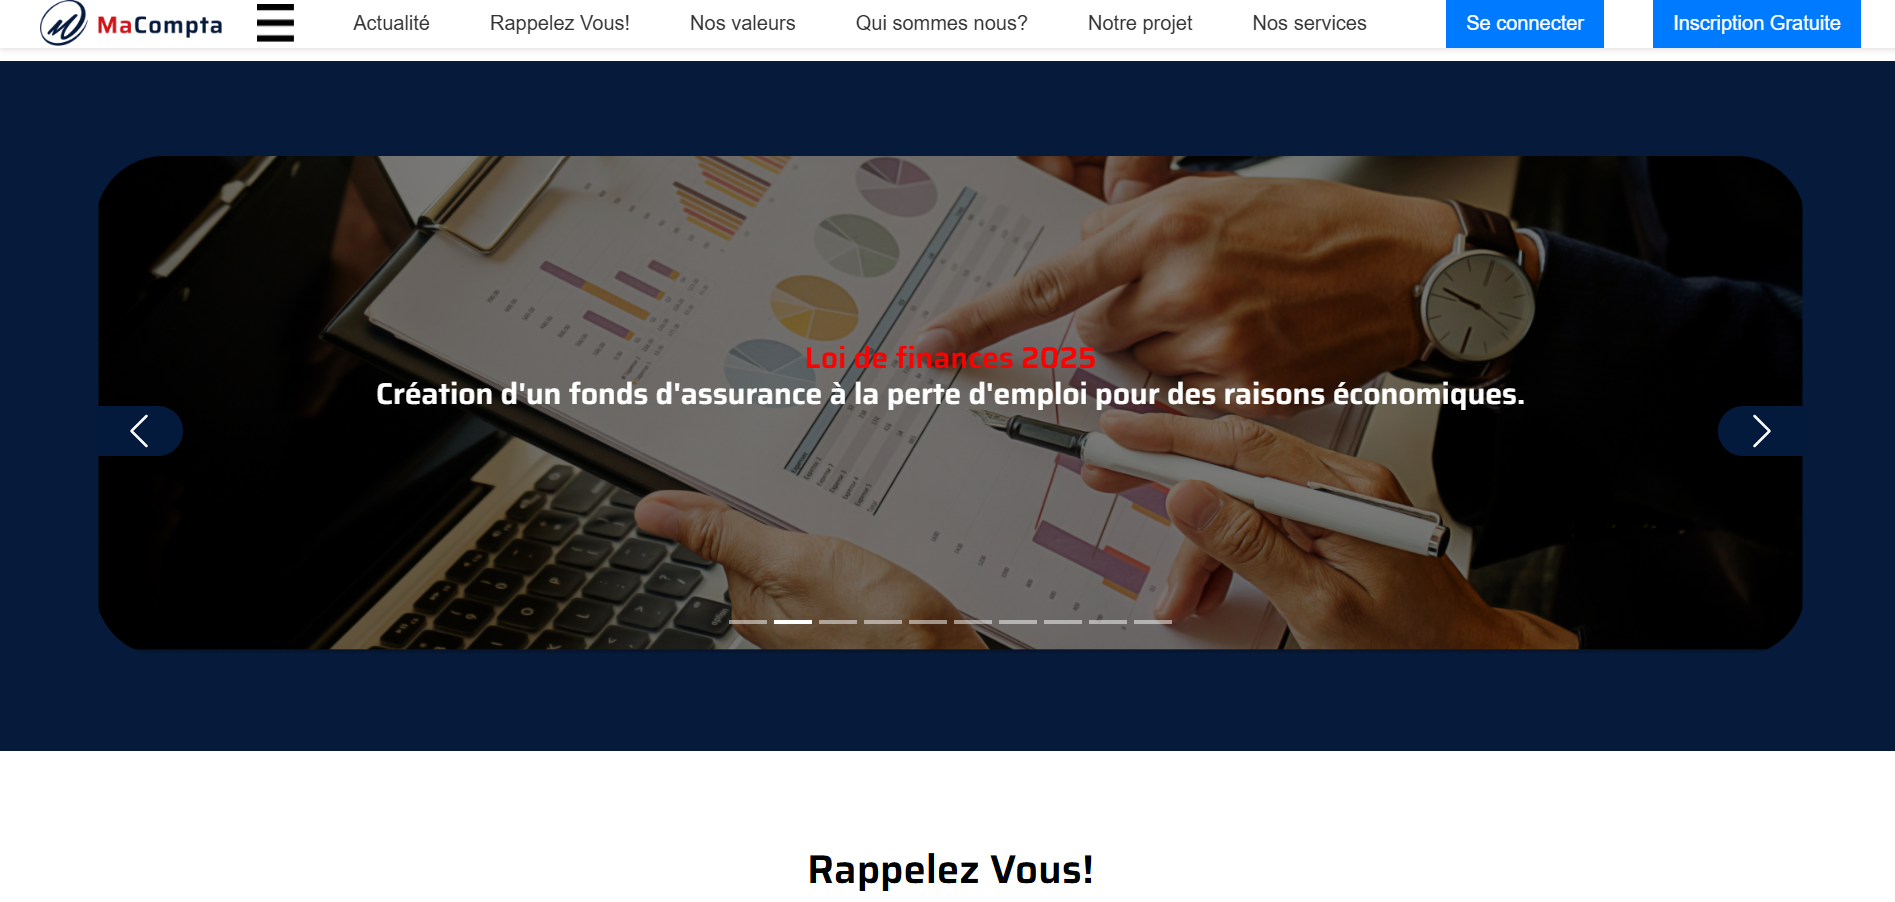 MaCompta
Actualité
Rappelez Vous!
Nos valeurs
Qui sommes nous?
Notre projet
Nos services
Se connecter
Inscription Gratuite
Loi de finances 2025
Création d'un fonds d'assurance à la perte d'emploi pour des raisons économiques.
Rappelez Vous!